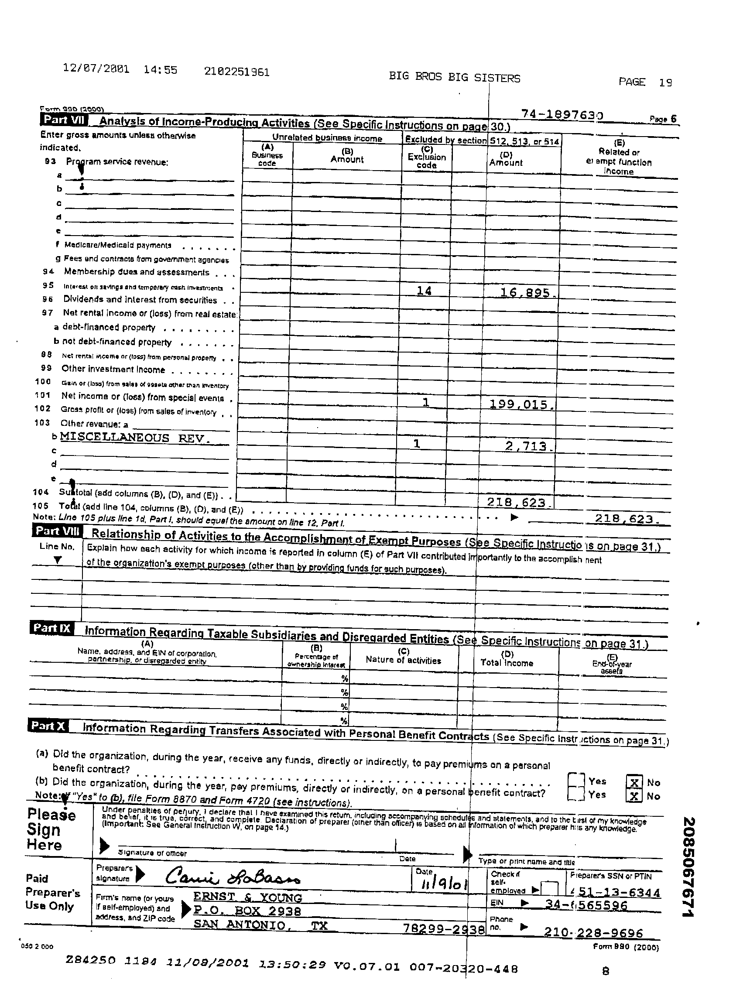 12/07/2001 14:55 2102251961 BIG BROS BIG SISTERS PAGE 19
Form 990 (2000) 74-1897630 Page 6
Part VII Analysis of Income-Producing Activities (See Specific Instructions on page 30.)
Enter gross amounts unless otherwise indicated.
Unrelated business income
Excluded by section 512, 513, or 514
(A) Business code
(B) Amount
(C) Exclusion code
(D) Amount
(E) Related or exempt function income
93 Program service revenue:
a
b
c
d
e
f Medicare/Medicaid payments . . . . . . .
g Fees and contracts from government agencies
94 Membership dues and assessments . . .
95 Interest on savings and temporary cash investments . 14 16,895.
96 Dividends and interest from securities . .
97 Net rental income or (loss) from real estate:
a debt-financed property . . . . . . . . .
b not debt-financed property . . . . . . .
98 Net rental income or (loss) from personal property . .
99 Other investment income . . . . . . . .
100 Gain or (loss) from sales of assets other than inventory
101 Net income or (loss) from special events . 1 199,015.
102 Gross profit or (loss) from sales of inventory . .
103 Other revenue: a
b MISCELLANEOUS REV. 1 2,713.
c
d
e
104 Subtotal (add columns (B), (D), and (E)) . . 218,623.
105 Total (add line 104, columns (B), (D), and (E)) . . . . . . . . . 218,623.
Note: Line 105 plus line 1d, Part I, should equal the amount on line 12, Part I.
Part VIII Relationship of Activities to the Accomplishment of Exempt Purposes (See Specific Instructions on page 31.)
Line No. Explain how each activity for which income is reported in column (E) of Part VII contributed importantly to the accomplishment
of the organization's exempt purposes (other than by providing funds for such purposes).
Part IX Information Regarding Taxable Subsidiaries and Disregarded Entities (See Specific Instructions on page 31.)
(A) Name, address, and EIN of corporation, partnership, or disregarded entity
(B) Percentage of ownership interest
(C) Nature of activities
(D) Total income
(E) End-of-year assets
%
%
%
%
Part X Information Regarding Transfers Associated with Personal Benefit Contracts (See Specific Instructions on page 31.)
(a) Did the organization, during the year, receive any funds, directly or indirectly, to pay premiums on a personal
benefit contract? . . . . . . . . . Yes X No
(b) Did the organization, during the year, pay premiums, directly or indirectly, on a personal benefit contract? Yes X No
Note: If "Yes" to (b), file Form 8870 and Form 4720 (see instructions).
Please Sign Here
Under penalties of perjury, I declare that I have examined this return, including accompanying schedules and statements, and to the best of my knowledge
and belief, it is true, correct, and complete. Declaration of preparer (other than officer) is based on all information of which preparer has any knowledge.
(Important: See General Instruction W, on page 14.)
Signature of officer Date Type or print name and title
Paid Preparer's Use Only
Preparer's signature
Date 11/9/01
Check if self-employed
Preparer's SSN or PTIN
451-13-6344
Firm's name (or yours if self-employed) and address, and ZIP code
ERNST & YOUNG
P.O. BOX 2938
SAN ANTONIO, TX 78299-2938
EIN 34-6565596
Phone no. 210-228-9696
Form 990 (2000)
Z84250 1184 11/09/2001 13:50:29 V0.07.01 007-20320-448 8
2085067671